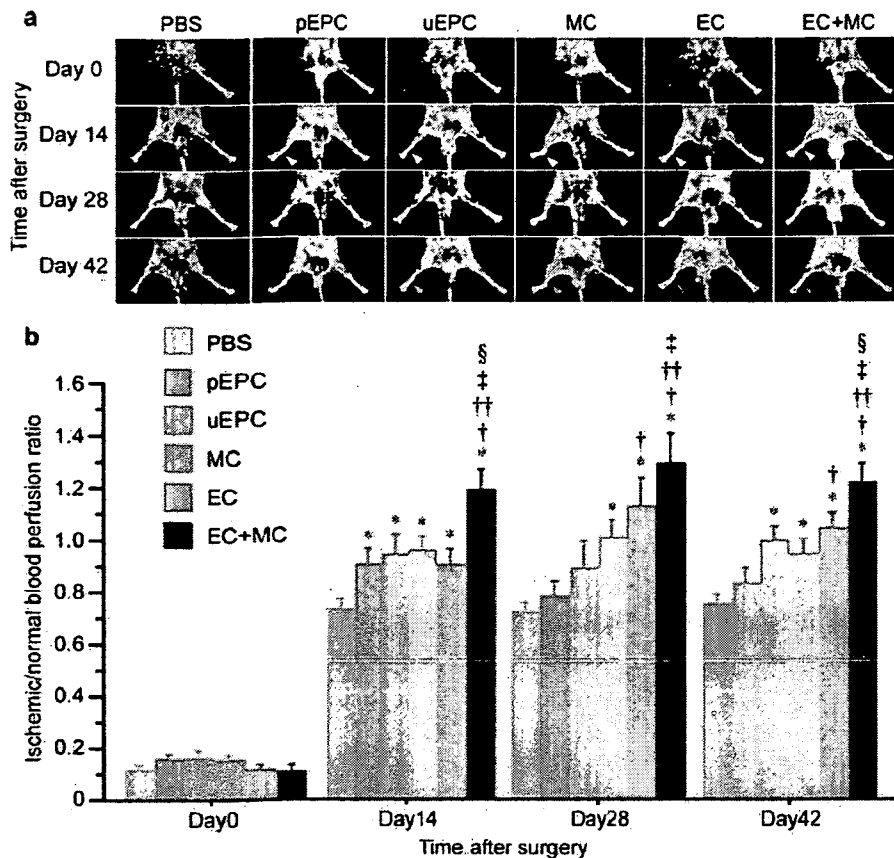 a
PBS pEPC uEPC MC EC EC+MC
Time after surgery
Day 0
Day 14
Day 28
Day 42
b
PBS
pEPC
uEPC
MC
EC
EC+MC
Ischemic/normal blood perfusion ratio
1.6
1.4
1.2
1.0
0.8
0.6
0.4
0.2
0
* * * *
§
‡
††
†
*
*
†
*
‡
††
†
*
* *
†
*
§
‡
††
†
*
Day0 Day14 Day28 Day42
Time after surgery